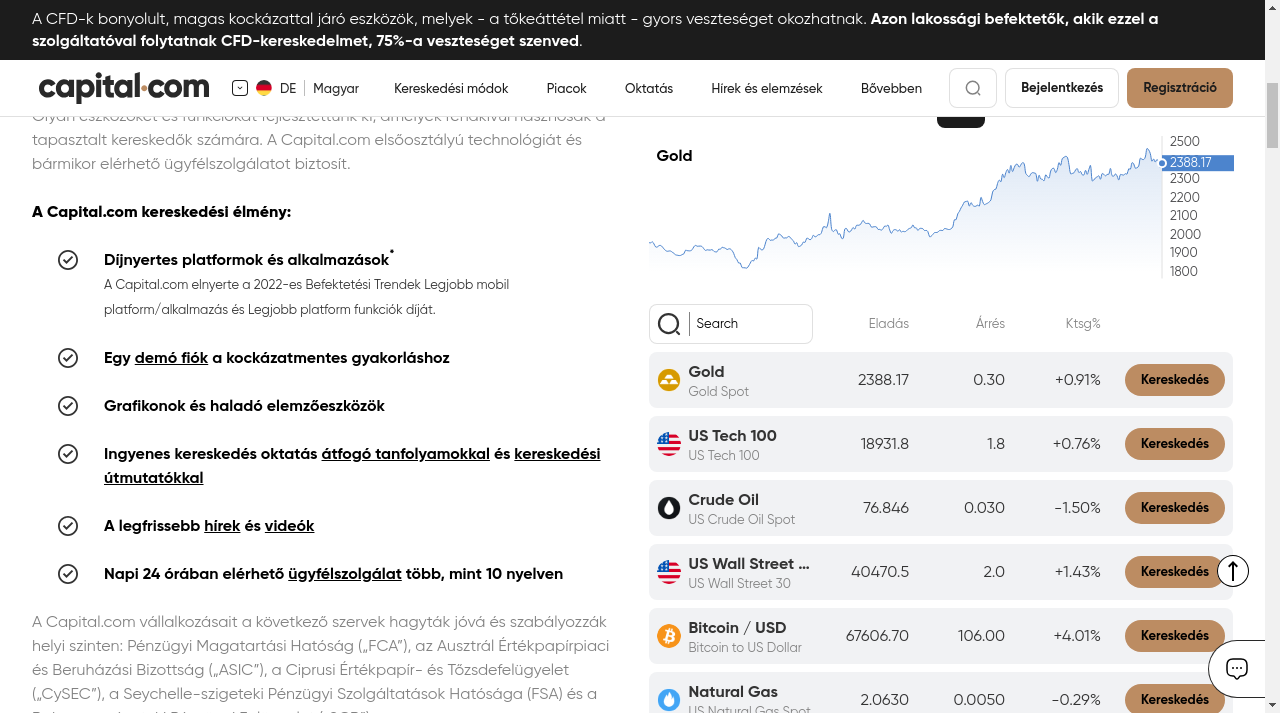 A CFD-k bonyolult, magas kockázattal járó eszközök, melyek - a tőkeáttétel miatt - gyors veszteséget okozhatnak. Azon lakossági befektetők, akik ezzel a
szolgáltatóval folytatnak CFD-kereskedelmet, 75%-a veszteséget szenved.
capital.com
DE
Magyar
Kereskedési módok
Piacok
Oktatás
Hírek és elemzések
Bővebben
Bejelentkezés
Regisztráció
Olyan eszközöket és funkciókat fejlesztettünk ki, amelyek rendkívül hasznosak a
tapasztalt kereskedők számára. A Capital.com elsőosztályú technológiát és
bármikor elérhető ügyfélszolgálatot biztosít.
A Capital.com kereskedési élmény:
Díjnyertes platformok és alkalmazások*
A Capital.com elnyerte a 2022-es Befektetési Trendek Legjobb mobil
platform/alkalmazás és Legjobb platform funkciók díját.
Egy demó fiók a kockázatmentes gyakorláshoz
Grafikonok és haladó elemzőeszközök
Ingyenes kereskedés oktatás átfogó tanfolyamokkal és kereskedési
útmutatókkal
A legfrissebb hírek és videók
Napi 24 órában elérhető ügyfélszolgálat több, mint 10 nyelven
A Capital.com vállalkozásait a következő szervek hagyták jóvá és szabályozzák
helyi szinten: Pénzügyi Magatartási Hatóság („FCA”), az Ausztrál Értékpapírpiaci
és Beruházási Bizottság („ASIC”), a Ciprusi Értékpapír- és Tőzsdefelügyelet
(„CySEC”), a Seychelle-szigeteki Pénzügyi Szolgáltatások Hatósága (FSA) és a
Gold
2500
2388.17
2300
2200
2100
2000
1900
1800
Search
Eladás
Árrés
Ktsg%
Gold
Gold Spot
2388.17
0.30
+0.91%
Kereskedés
US Tech 100
US Tech 100
18931.8
1.8
+0.76%
Kereskedés
Crude Oil
US Crude Oil Spot
76.846
0.030
-1.50%
Kereskedés
US Wall Street ...
US Wall Street 30
40470.5
2.0
+1.43%
Kereskedés
Bitcoin / USD
Bitcoin to US Dollar
67606.70
106.00
+4.01%
Kereskedés
Natural Gas
US Natural Gas Spot
2.0630
0.0050
-0.29%
Kereskedés